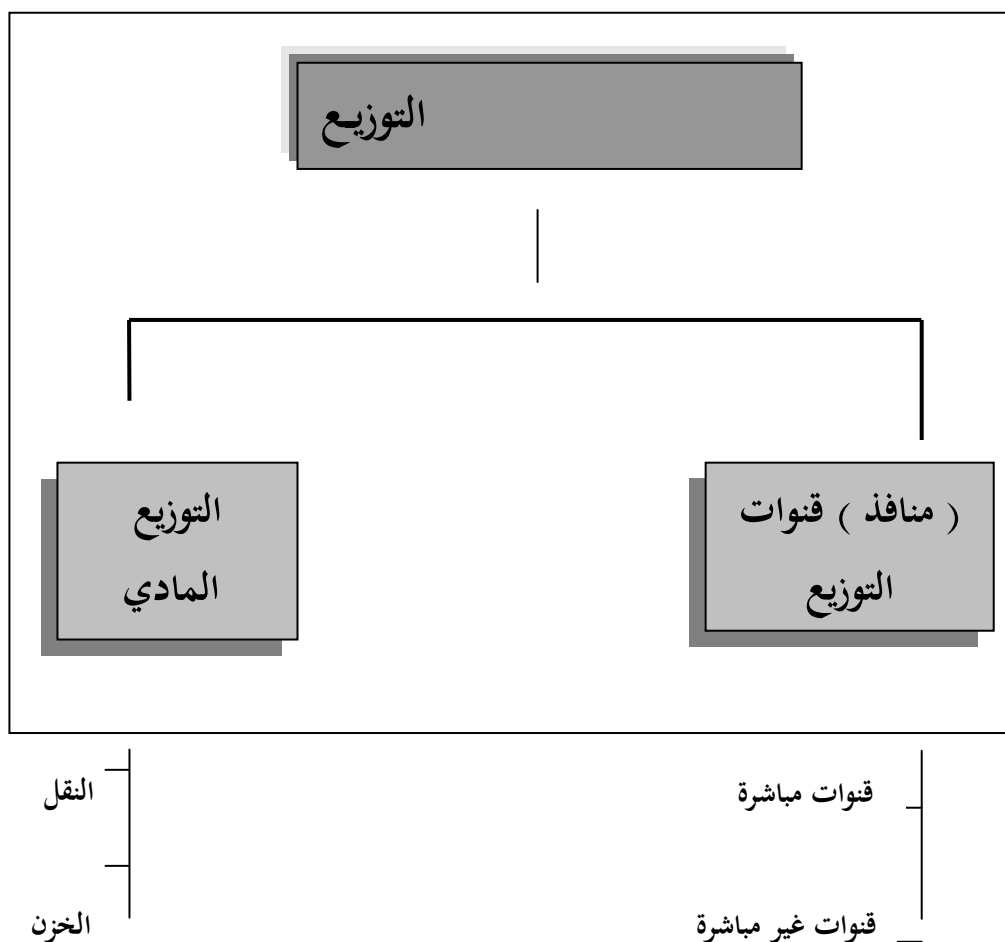 التوزيـع
( منافذ ) قنوات
التوزيع
التوزيع
المادي
قنوات مباشرة
النقل
قنوات غير مباشرة
الخزن